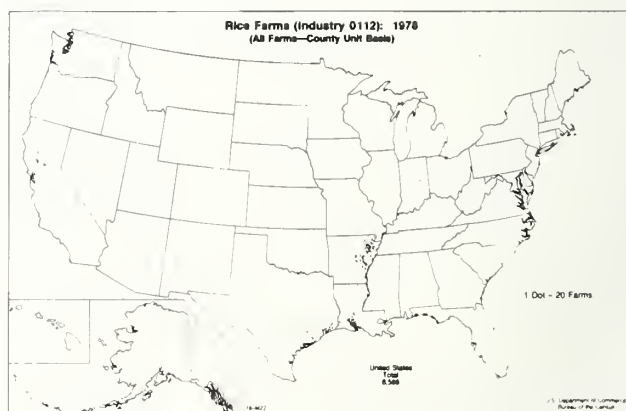 Rice Farms (Industry 0112): 1978
(All Farms—County Unit Basis)
1 Dot – 20 Farms
United States
Total
U.S. Department of Commerce
Bureau of the Census